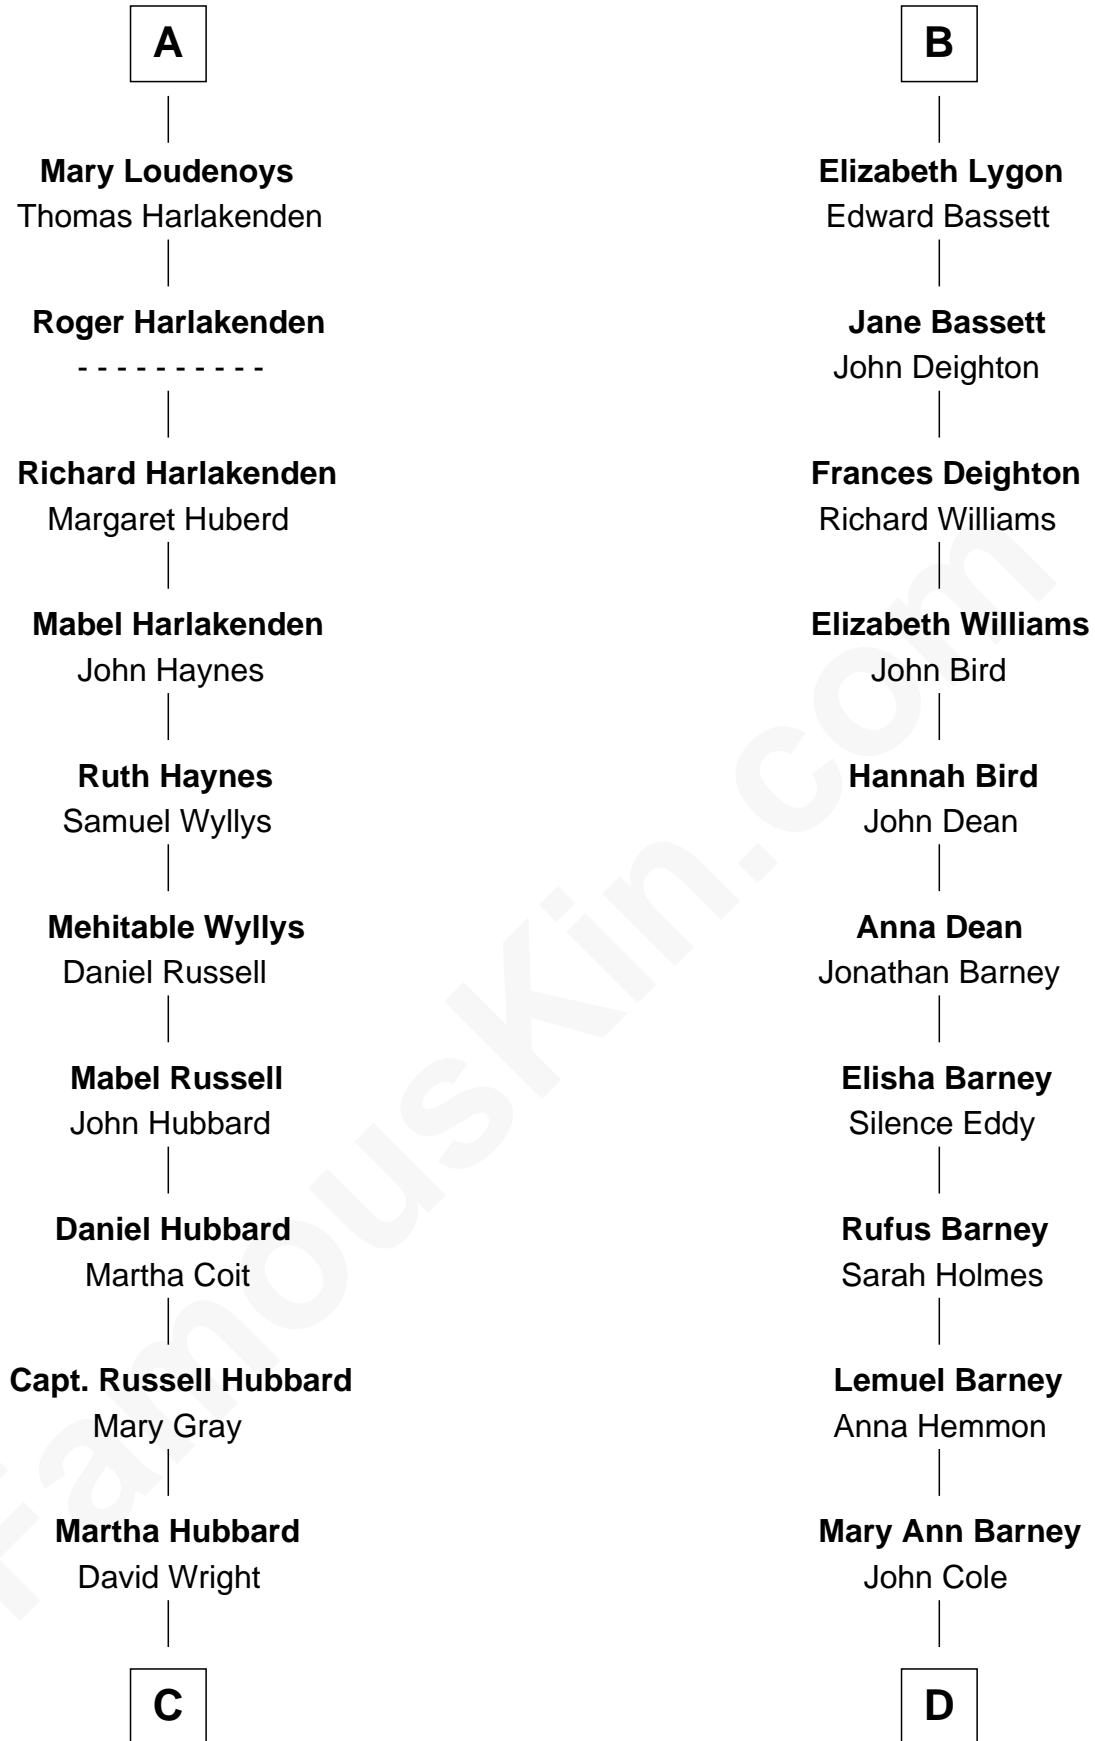 A
Mary Loudenoys
Thomas Harlakenden
Roger Harlakenden
- - - - - - - - - -
Richard Harlakenden
Margaret Huberd
Mabel Harlakenden
John Haynes
Ruth Haynes
Samuel Wyllys
Mehitable Wyllys
Daniel Russell
Mabel Russell
John Hubbard
Daniel Hubbard
Martha Coit
Capt. Russell Hubbard
Mary Gray
Martha Hubbard
David Wright
C
B
Elizabeth Lygon
Edward Bassett
Jane Bassett
John Deighton
Frances Deighton
Richard Williams
Elizabeth Williams
John Bird
Hannah Bird
John Dean
Anna Dean
Jonathan Barney
Elisha Barney
Silence Eddy
Rufus Barney
Sarah Holmes
Lemuel Barney
Anna Hemmon
Mary Ann Barney
John Cole
D
FamousKin.com